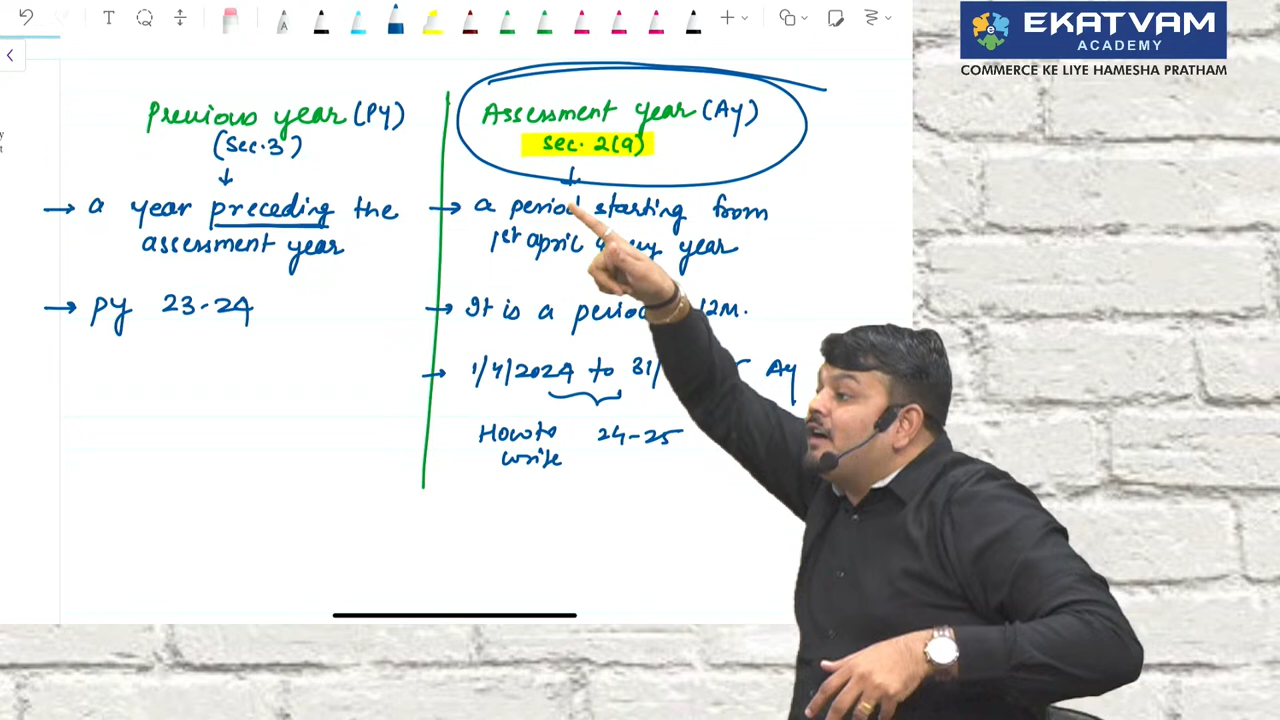 EKATVAM
ACADEMY
COMMERCE KE LIYE HAMESHA PRATHAM
Previous year (PY)
(Sec. 3)
→ a year preceding the
assessment year
→ PY 23-24
Assessment year (Ay)
Sec. 2(9)
→ a period starting from
1st april year
→ It is a period 12M.
→ 1/4/2024 to 31/ Ay
How to 24-25
write